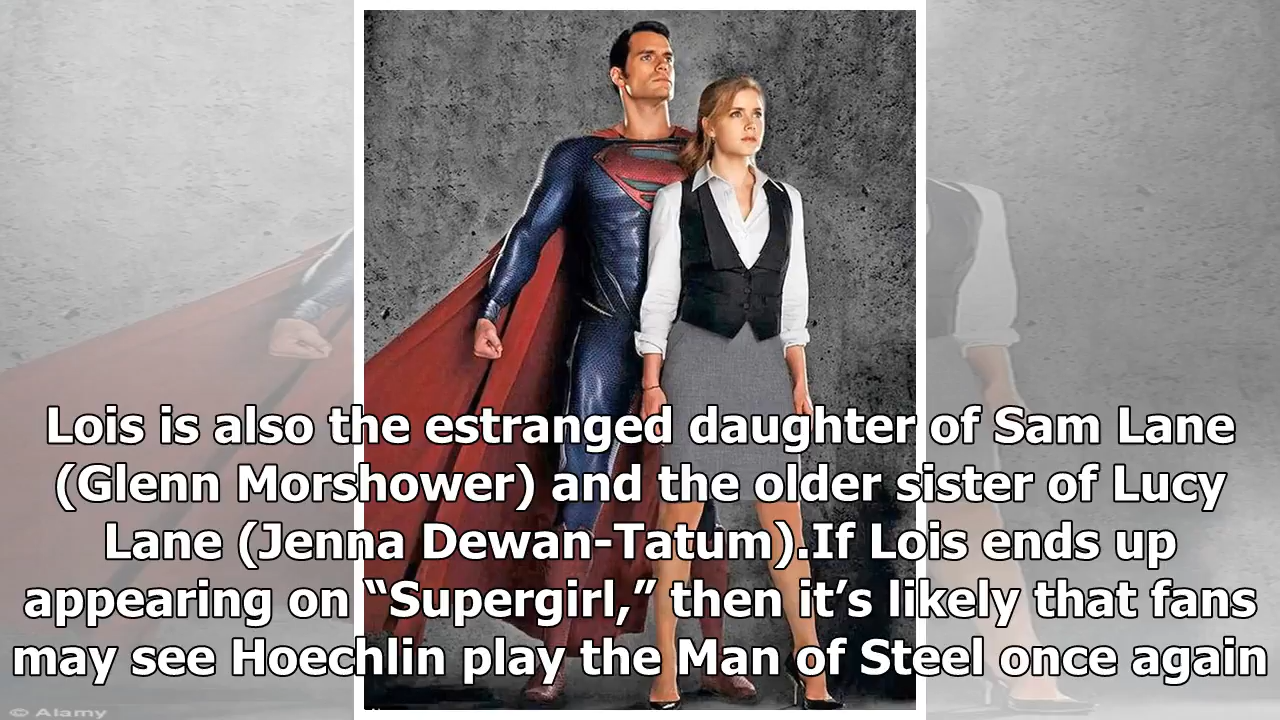 Lois is also the estranged daughter of Sam Lane
(Glenn Morshower) and the older sister of Lucy
Lane (Jenna Dewan-Tatum).If Lois ends up
appearing on “Supergirl,” then it’s likely that fans
may see Hoechlin play the Man of Steel once again
© Alamy